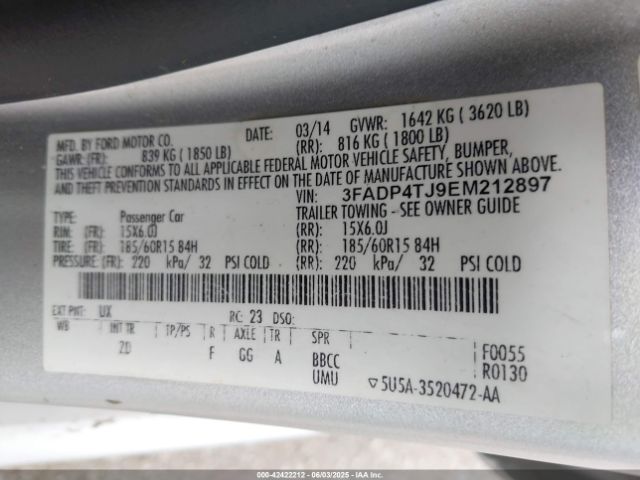 MFD. BY FORD MOTOR CO. DATE: 03/14 GVWR: 1642 KG ( 3620 LB)
GAWR: (FR): 839 KG ( 1850 LB) (RR): 816 KG ( 1800 LB)
THIS VEHICLE CONFORMS TO ALL APPLICABLE FEDERAL MOTOR VEHICLE SAFETY, BUMPER,
AND THEFT PREVENTION STANDARDS IN EFFECT ON THE DATE OF MANUFACTURE SHOWN ABOVE.
VIN: 3FADP4TJ9EM212897
TYPE: Passenger Car TRAILER TOWING - SEE OWNER GUIDE
RIM: (FR): 15X6.0J (RR): 15X6.0J
TIRE: (FR): 185/60R15 84H (RR): 185/60R15 84H
PRESSURE: (FR): 220 kPa/ 32 PSI COLD (RR): 220 kPa/ 32 PSI COLD
EXT PNT: UX RC: 23 DSO:
WB INT TR TP/PS R AXLE TR SPR F0055
2D F GG A BBCC R0130
UMU ▽5U5A-3520472-AA
000-42422212 | 06/03/2025 | IAAI.COM